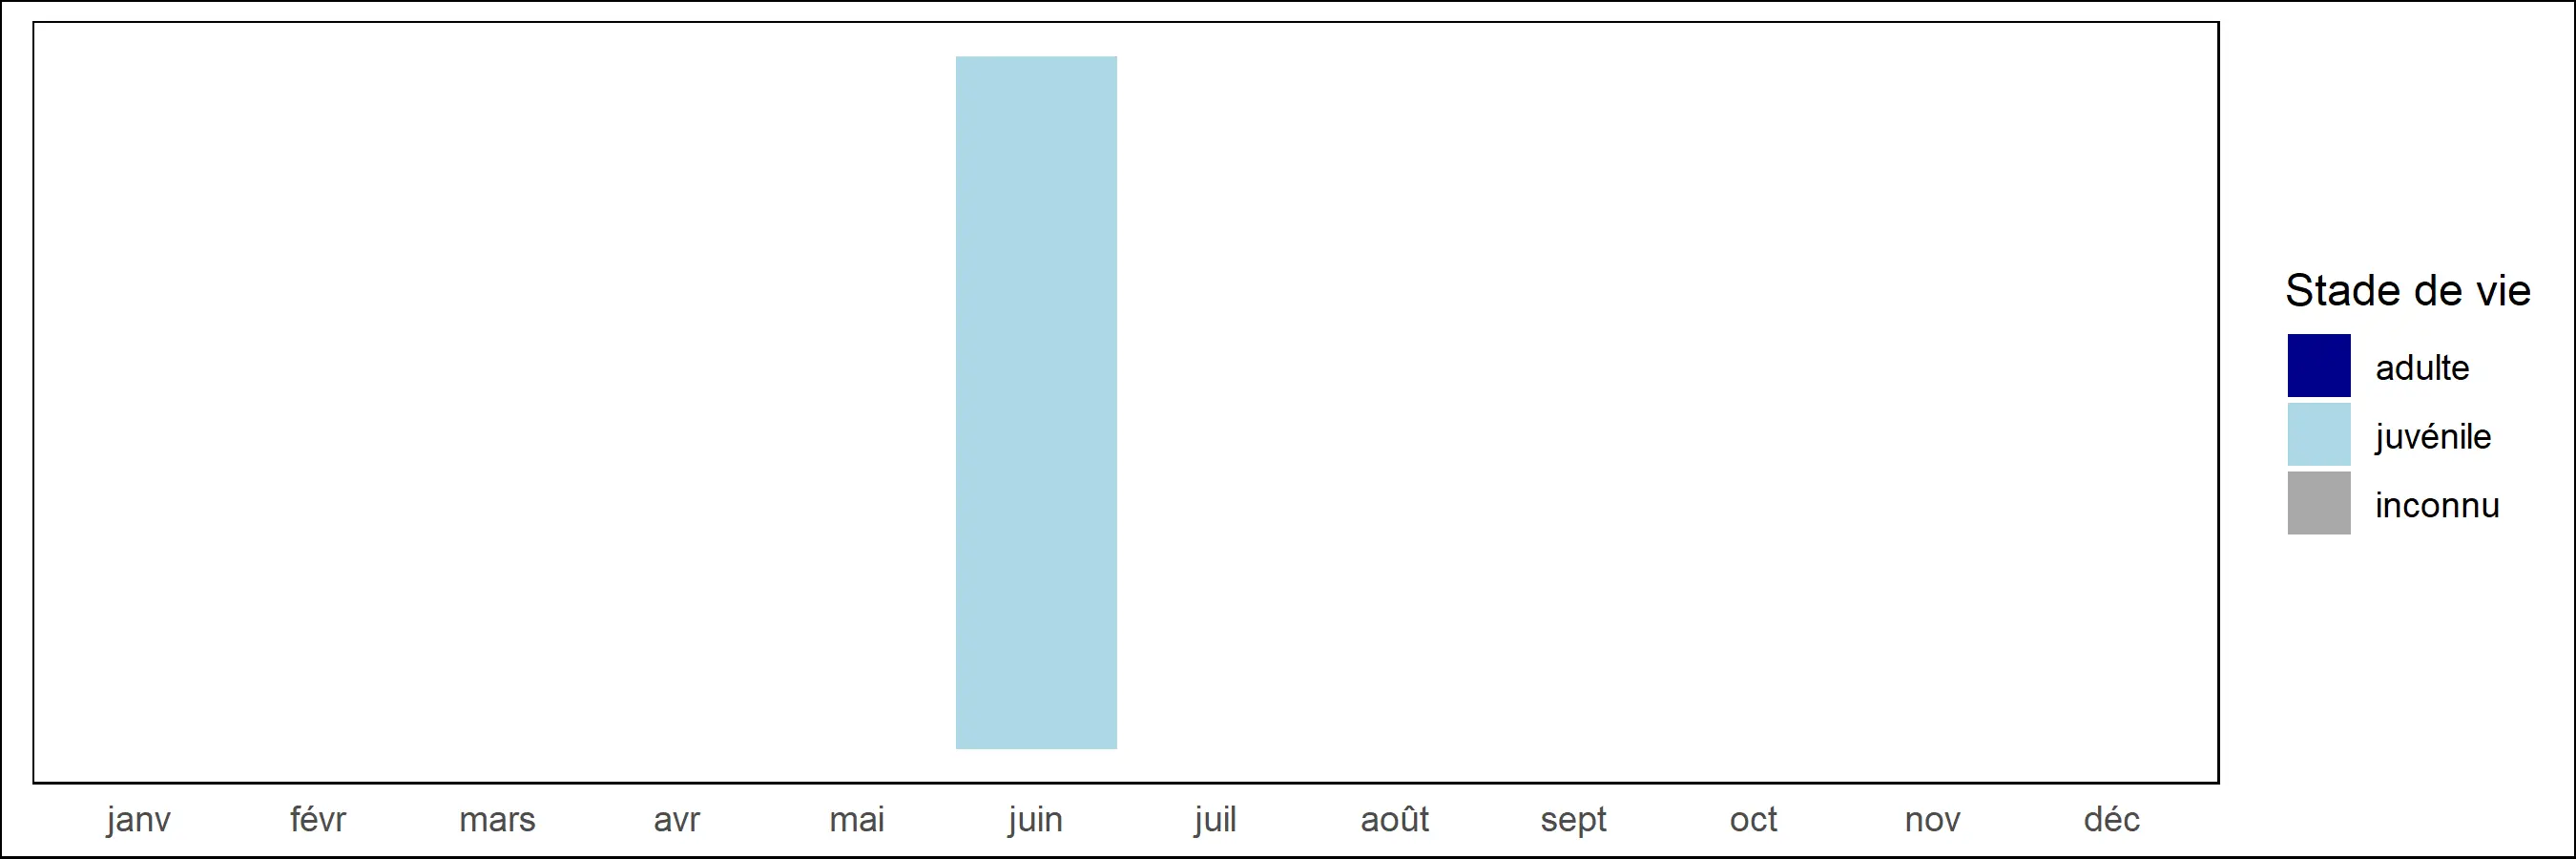 Stade de vie
adulte
juvénile
inconnu
janv févr mars avr mai juin juil août sept oct nov déc